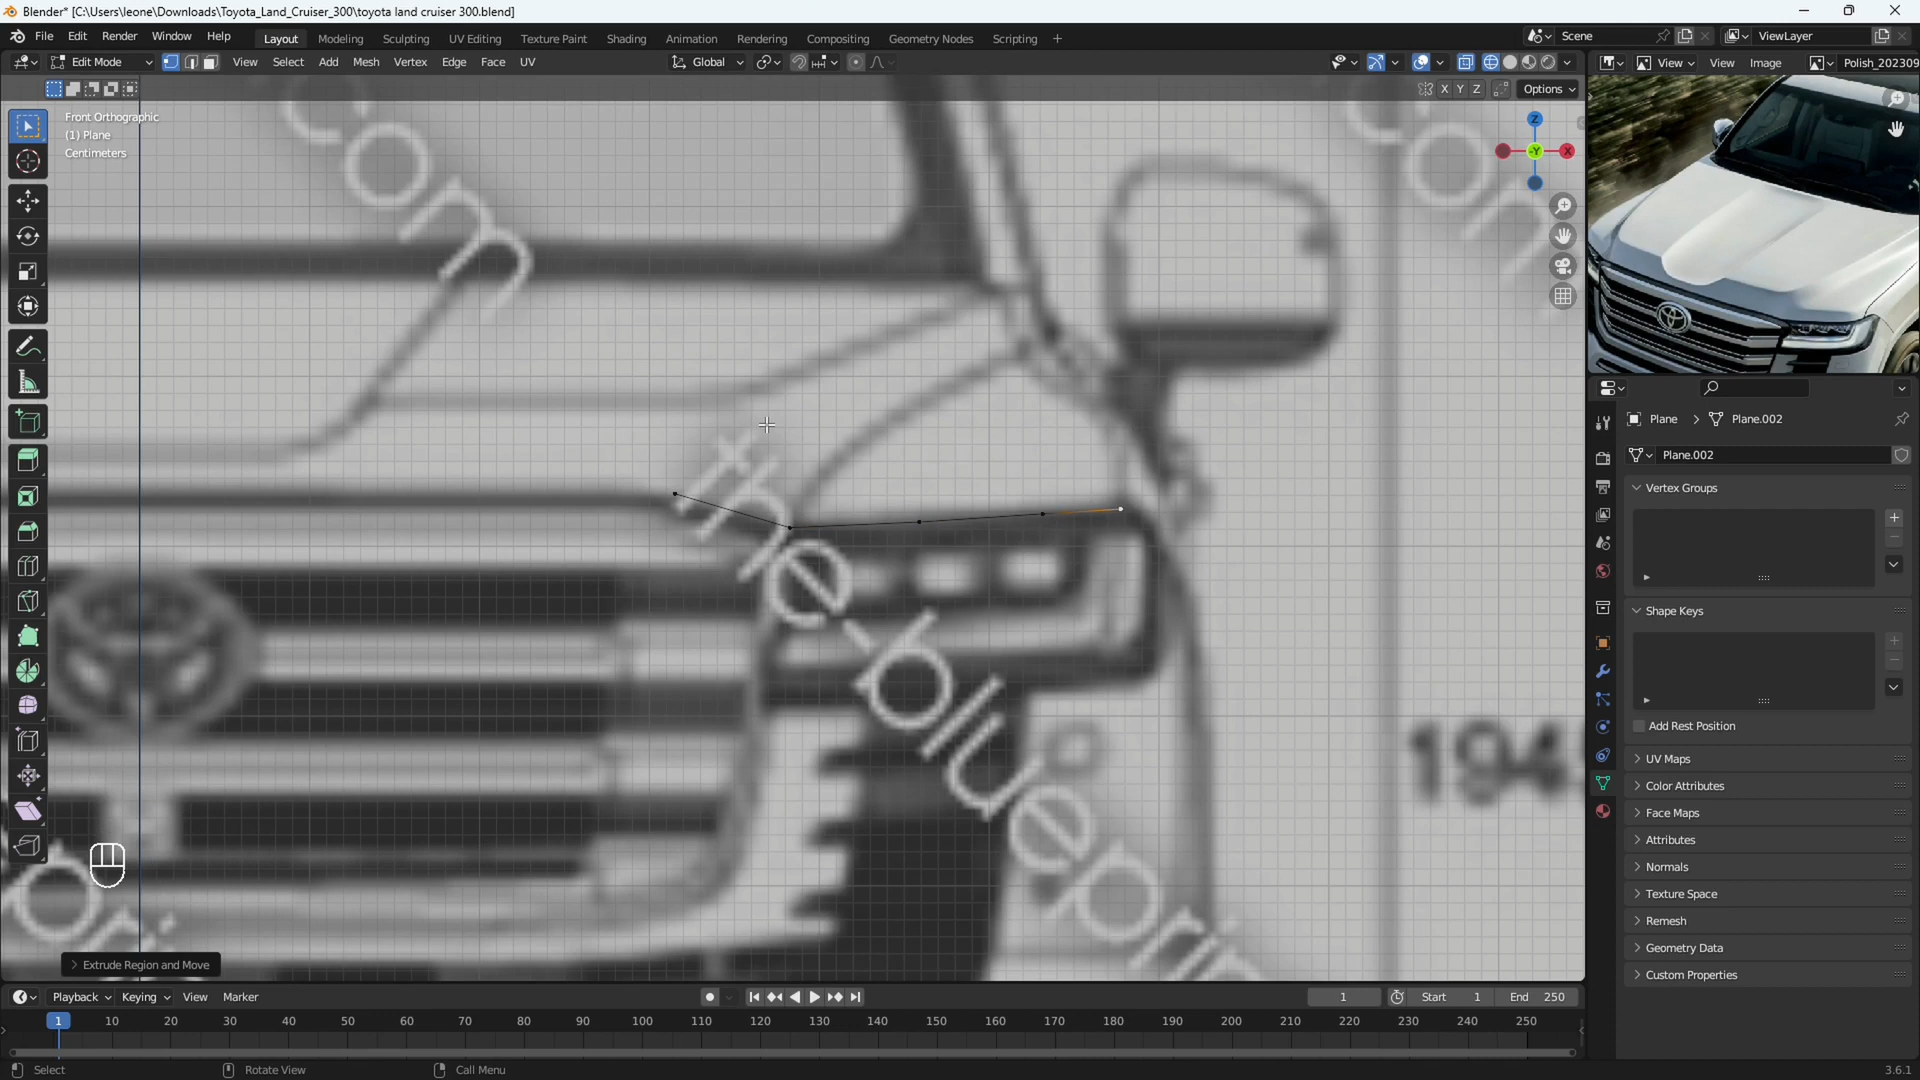 Blender* [C:\Users\leone\Downloads\Toyota_Land_Cruiser_300\toyota land cruiser 300.blend]
File Edit Render Window Help
Layout Modeling Sculpting UV Editing Texture Paint Shading Animation Rendering Compositing Geometry Nodes Scripting +
Scene
ViewLayer
Edit Mode
View Select Add Mesh Vertex Edge Face UV
Global
View
View Image
Polish_202309
X Y Z
Options
Front Orthographic
(1) Plane
Centimeters
Z
-Y
X
com
com
the-blueprin
1945
Plane > Plane.002
Plane.002
Vertex Groups
Shape Keys
Add Rest Position
UV Maps
Color Attributes
Face Maps
Attributes
Normals
Texture Space
Remesh
Geometry Data
Custom Properties
> Extrude Region and Move
Playback Keying View Marker
1
Start 1
End 250
1 10 20 30 40 50 60 70 80 90 100 110 120 130 140 150 160 170 180 190 200 210 220 230 240 250
Select
Rotate View
Call Menu
3.6.1